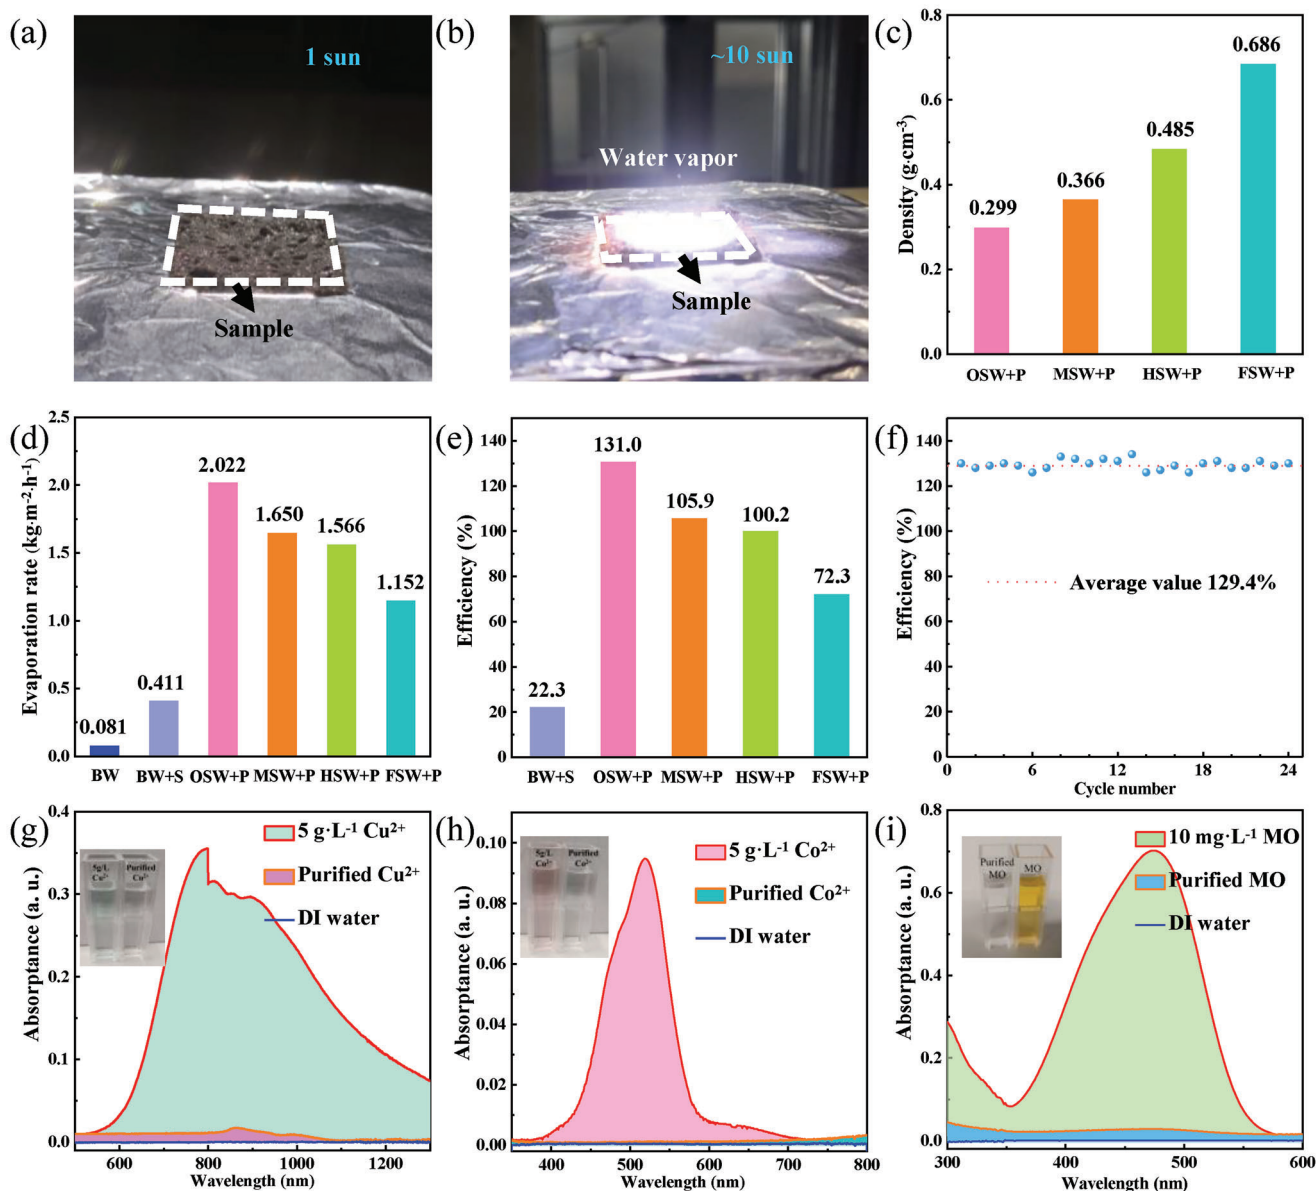 (a)
1 sun
Sample
(b)
~10 sun
Water vapor
Sample
(c)
Density (g·cm⁻³)
0.8
0.6
0.4
0.2
0.0
0.299
0.366
0.485
0.686
OSW+P MSW+P HSW+P FSW+P
(d)
Evaporation rate (kg·m⁻²·h⁻¹)
2.5
2.0
1.5
1.0
0.5
0.0
0.081
0.411
2.022
1.650
1.566
1.152
BW BW+S OSW+P MSW+P HSW+P FSW+P
(e)
Efficiency (%)
140
120
100
80
60
40
20
0
22.3
131.0
105.9
100.2
72.3
BW+S OSW+P MSW+P HSW+P FSW+P
(f)
Efficiency (%)
140
120
100
80
60
40
20
0
Average value 129.4%
0 6 12 18 24
Cycle number
(g)
Absorptance (a. u.)
0.4
0.3
0.2
0.1
0.0
5g/L Purified
Cu²⁺ Cu²⁺
5 g·L⁻¹ Cu²⁺
Purified Cu²⁺
DI water
600 800 1000 1200
Wavelength (nm)
(h)
Absorptance (a. u.)
0.10
0.08
0.06
0.04
0.02
0.00
5g/L Purified
Co²⁺ Co²⁺
5 g·L⁻¹ Co²⁺
Purified Co²⁺
DI water
400 500 600 700 800
Wavelength (nm)
(i)
Absorptance (a. u.)
0.8
0.6
0.4
0.2
0.0
Purified
MO MO
10 mg·L⁻¹ MO
Purified MO
DI water
300 400 500 600
Wavelength (nm)